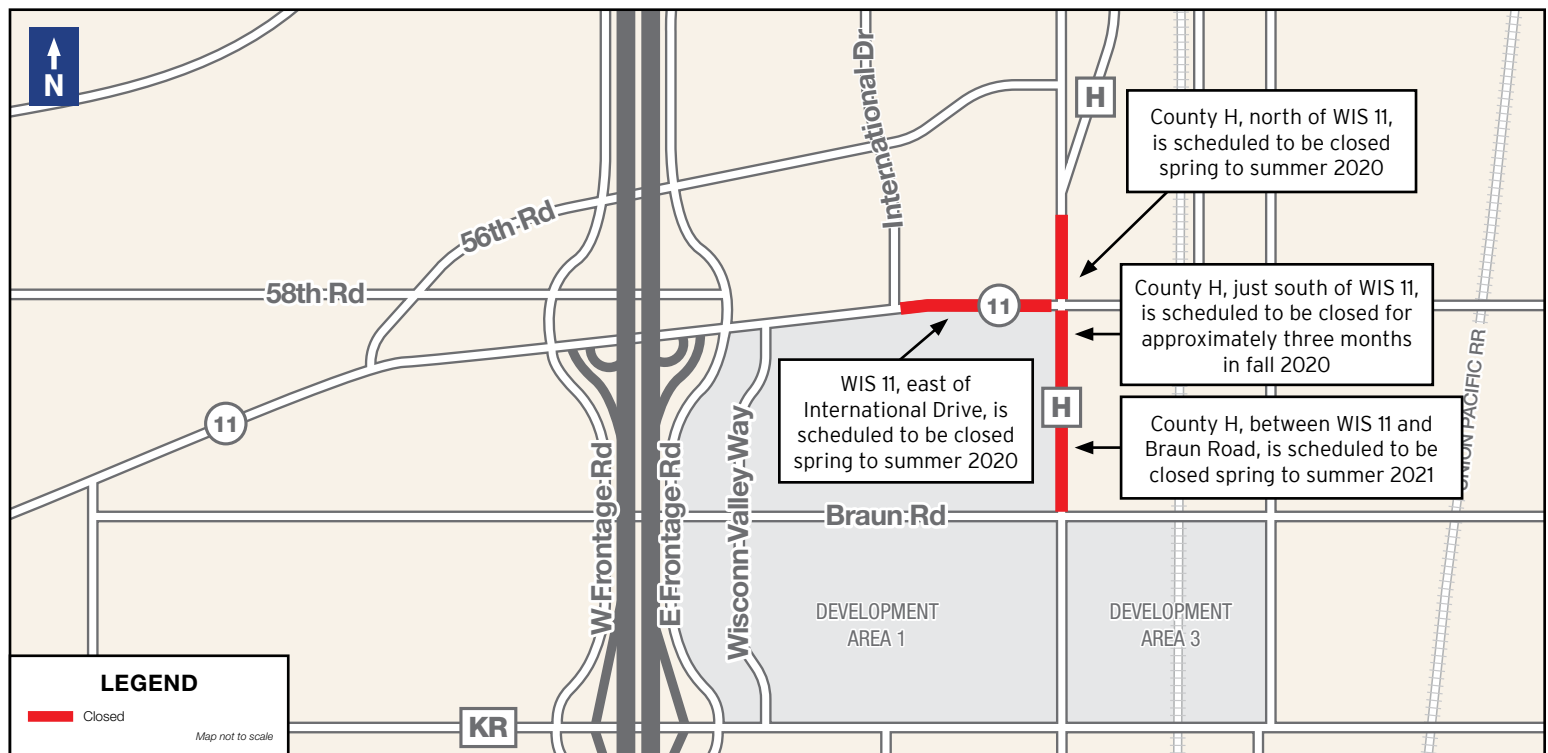 N
International-Dr
H
County H, north of WIS 11,
is scheduled to be closed
spring to summer 2020
56th Rd
58th Rd
11
County H, just south of WIS 11,
is scheduled to be closed for
approximately three months
in fall 2020
WIS 11, east of
International Drive, is
scheduled to be closed
spring to summer 2020
H
County H, between WIS 11 and
Braun Road, is scheduled to be
closed spring to summer 2021
UNION PACIFIC RR
11
W-Frontage-Rd
E-Frontage-Rd
Wisconn-Valley-Way
Braun-Rd
DEVELOPMENT
AREA 1
DEVELOPMENT
AREA 3
LEGEND
Closed
Map not to scale
KR